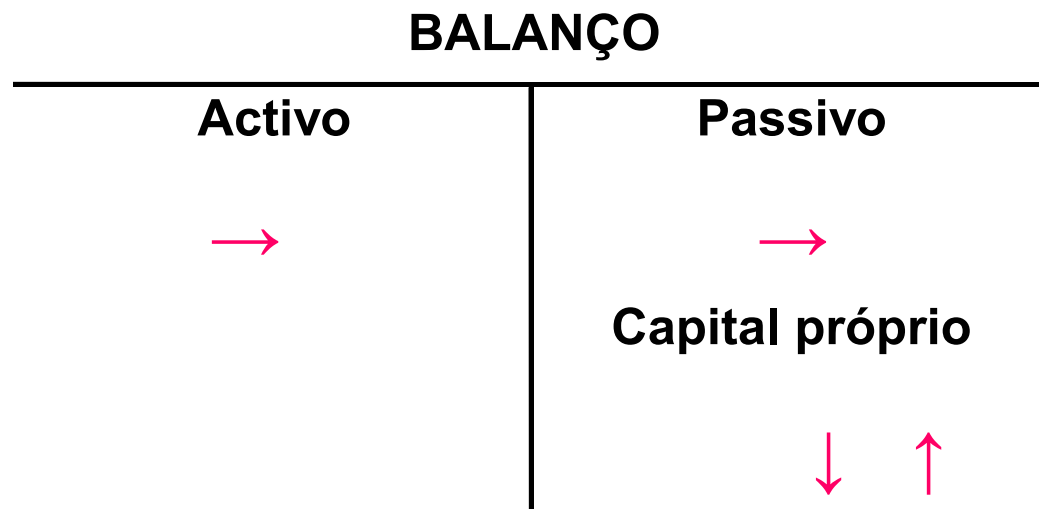 BALANÇO
Activo Passivo
→ →
Capital próprio
↓ ↑